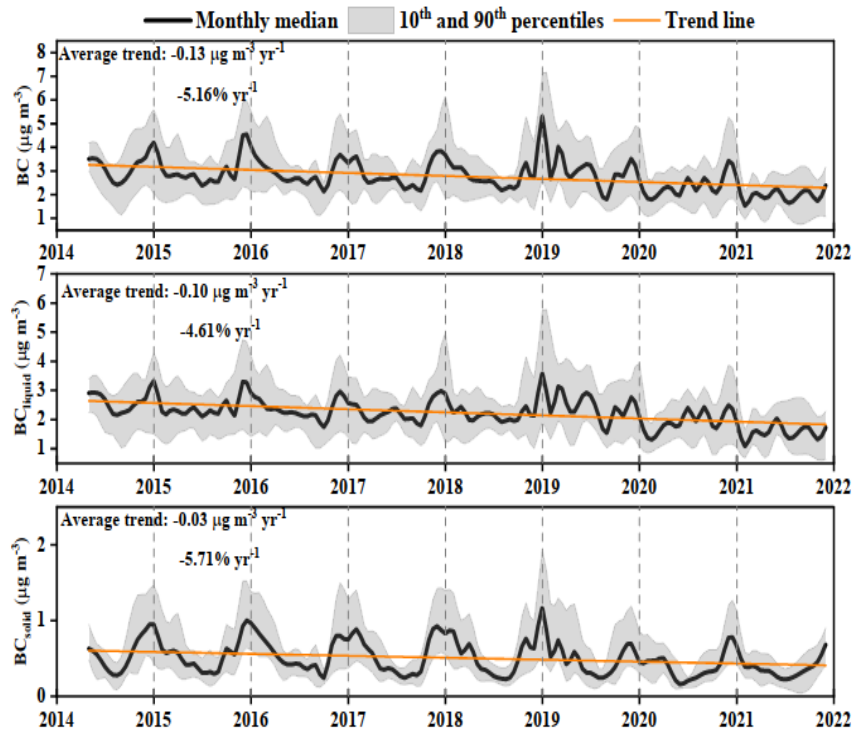 Monthly median 10th and 90th percentiles Trend line
Average trend: -0.13 μg m-3 yr-1
-5.16% yr-1
BC (μg m-3)
8
7
6
5
4
3
2
1
2014 2015 2016 2017 2018 2019 2020 2021 2022
Average trend: -0.10 μg m-3 yr-1
-4.61% yr-1
BCLiquid (μg m-3)
7
6
5
4
3
2
1
2014 2015 2016 2017 2018 2019 2020 2021 2022
Average trend: -0.03 μg m-3 yr-1
-5.71% yr-1
BCsolid (μg m-3)
2
1
0
2014 2015 2016 2017 2018 2019 2020 2021 2022